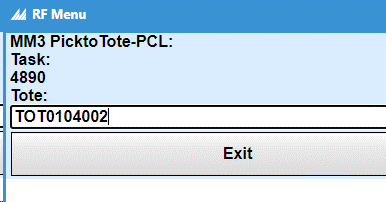 RF Menu
MM3 PicktoTote-PCL:
Task:
4890
Tote:
TOT0104002
Exit